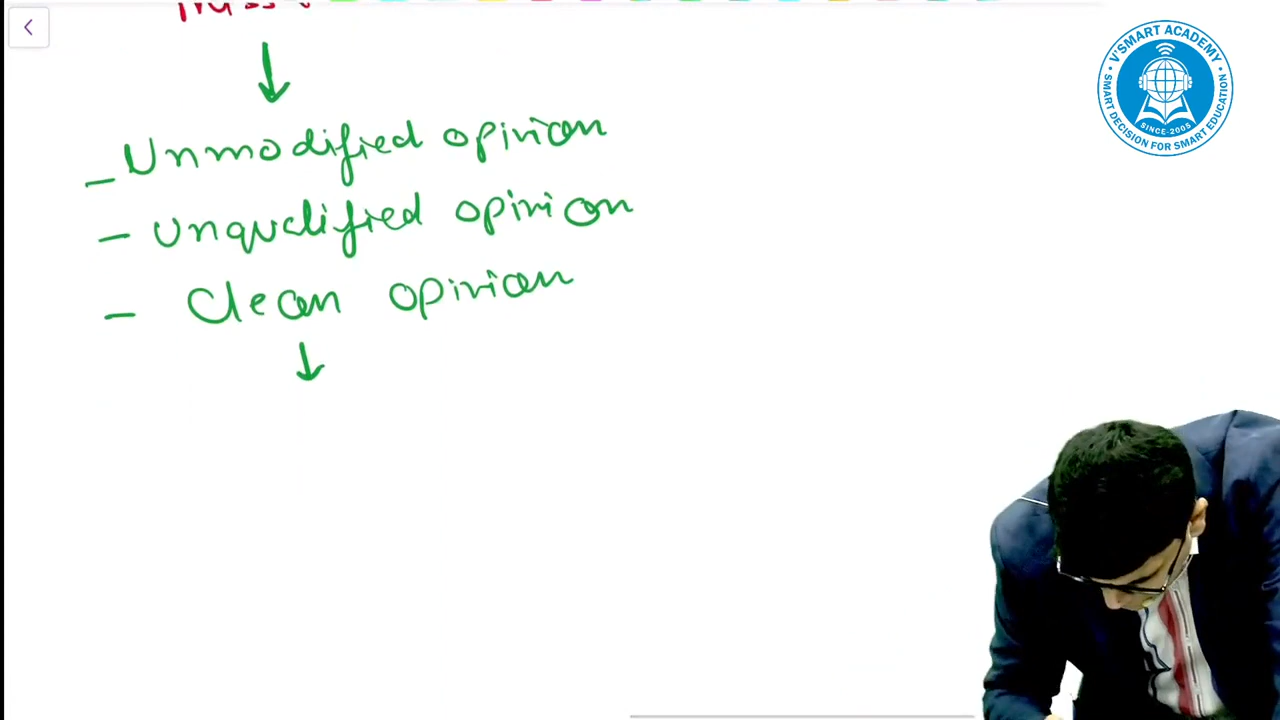 - Unmodified opinion
- unqualified opinion
- Clean opinion
V'SMART ACADEMY
SINCE-2005
SMART DECISION FOR SMART EDUCATION